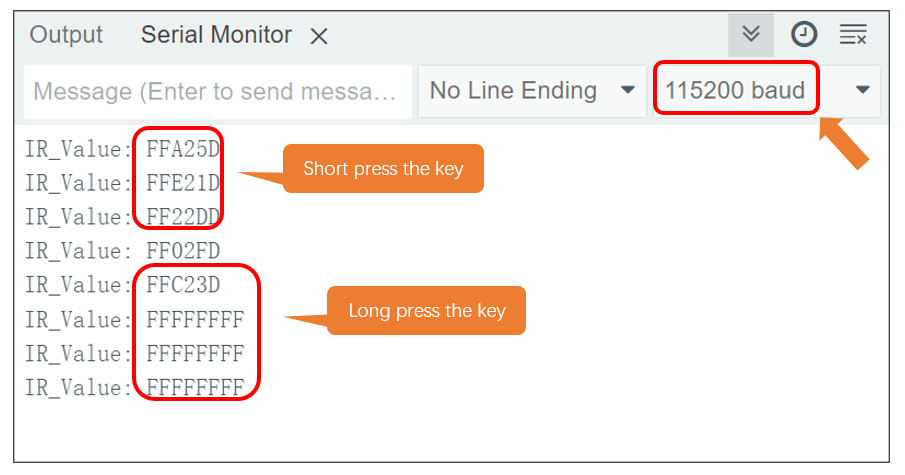 Output Serial Monitor
Message (Enter to send messa... No Line Ending 115200 baud
IR_Value: FFA25D
IR_Value: FFE21D
IR_Value: FF22DD
IR_Value: FF02FD
IR_Value: FFC23D
IR_Value: FFFFFFFF
IR_Value: FFFFFFFF
IR_Value: FFFFFFFF
Short press the key
Long press the key